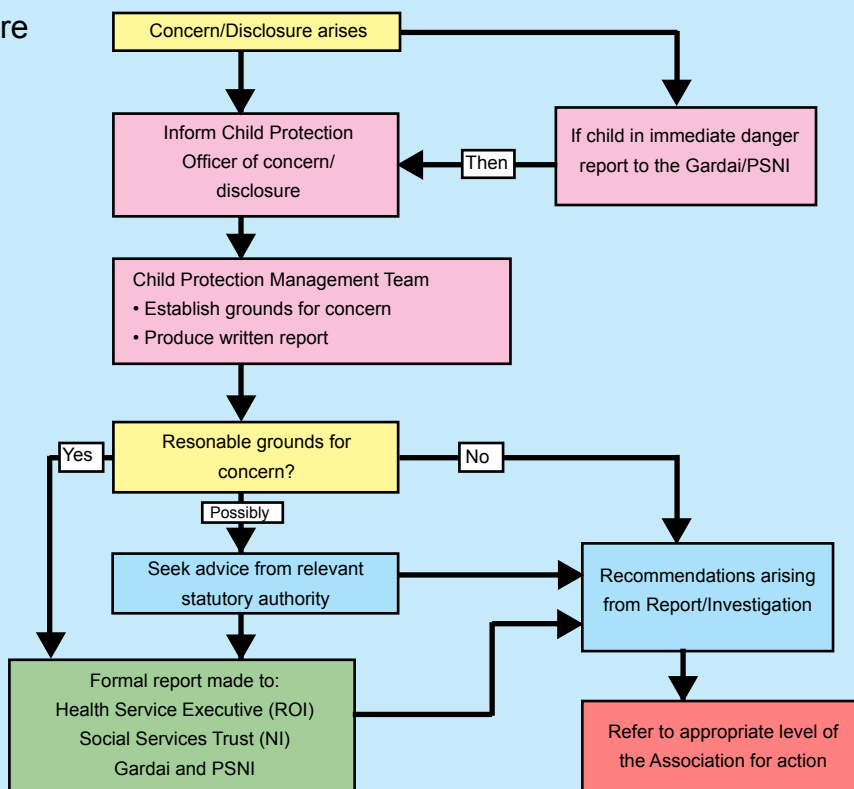 re
Concern/Disclosure arises
Inform Child Protection
Officer of concern/
disclosure
Then
If child in immediate danger
report to the Gardai/PSNI
Child Protection Management Team
• Establish grounds for concern
• Produce written report
Yes
Resonable grounds for
concern?
No
Possibly
Seek advice from relevant
statutory authority
Recommendations arising
from Report/Investigation
Formal report made to:
Health Service Executive (ROI)
Social Services Trust (NI)
Gardai and PSNI
Refer to appropriate level of
the Association for action